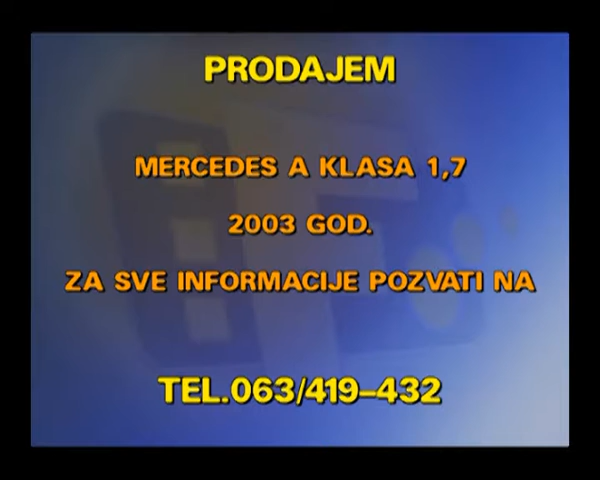 PRODAJEM
MERCEDES A KLASA 1,7
2003 GOD.
ZA SVE INFORMACIJE POZVATI NA
TEL.063/419-432